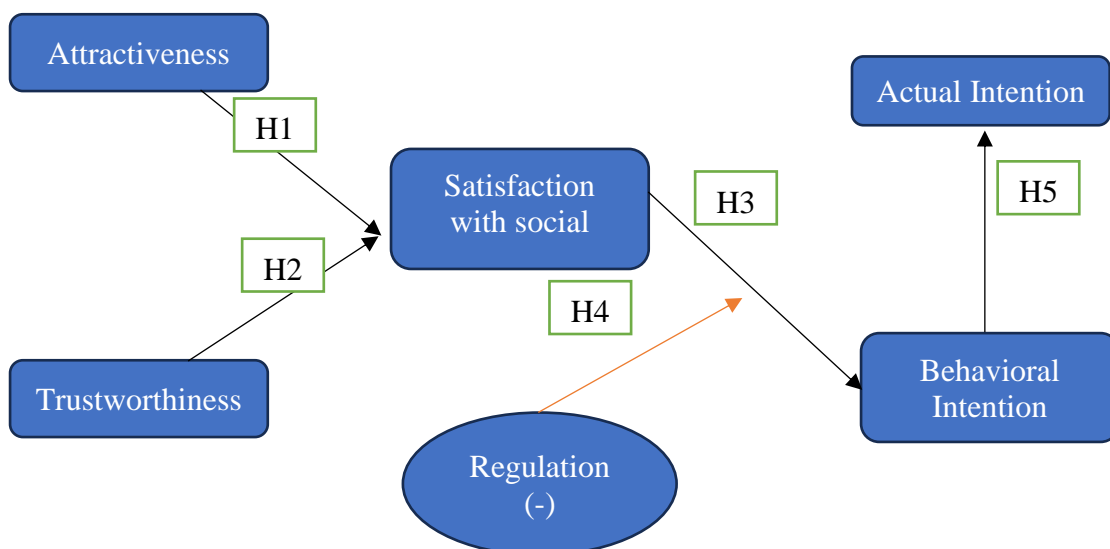 Attractiveness
Actual Intention
H1
Satisfaction
with social
H3
H5
H2
H4
Trustworthiness
Behavioral
Intention
Regulation
(-)